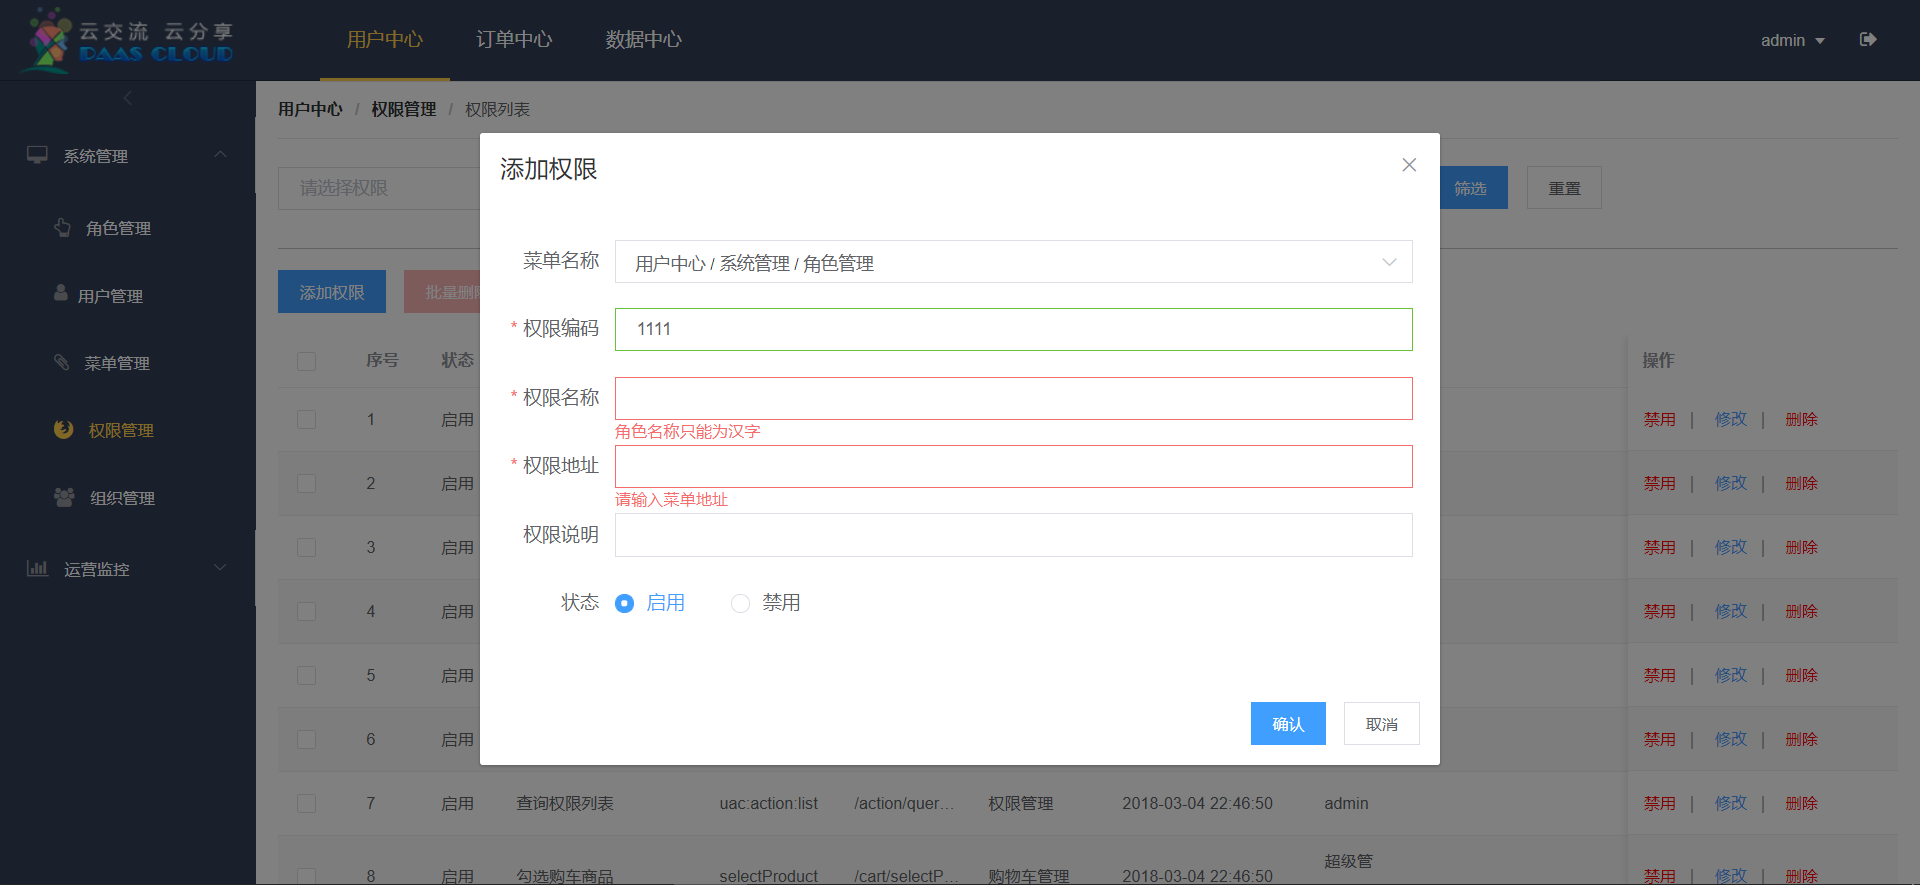 云交流 云分享
PAAS CLOUD
用户中心 订单中心 数据中心
admin
用户中心 / 权限管理 / 权限列表
系统管理
角色管理
用户管理
菜单管理
权限管理
组织管理
运营监控
请选择权限
筛选 重置
添加权限 批量删除
序号 状态 操作
1 启用 禁用 | 修改 | 删除
2 启用 禁用 | 修改 | 删除
3 启用 禁用 | 修改 | 删除
4 启用 禁用 | 修改 | 删除
5 启用 禁用 | 修改 | 删除
6 启用 禁用 | 修改 | 删除
7 启用 查询权限列表 uac:action:list /action/quer… 权限管理 2018-03-04 22:46:50 admin 禁用 | 修改 | 删除
8 启用 勾选购车商品 selectProduct /cart/selectP… 购物车管理 2018-03-04 22:46:50 超级管 禁用 | 修改 | 删除
添加权限
菜单名称 用户中心 / 系统管理 / 角色管理
* 权限编码 1111
* 权限名称
角色名称只能为汉字
* 权限地址
请输入菜单地址
权限说明
状态 启用 禁用
确认 取消